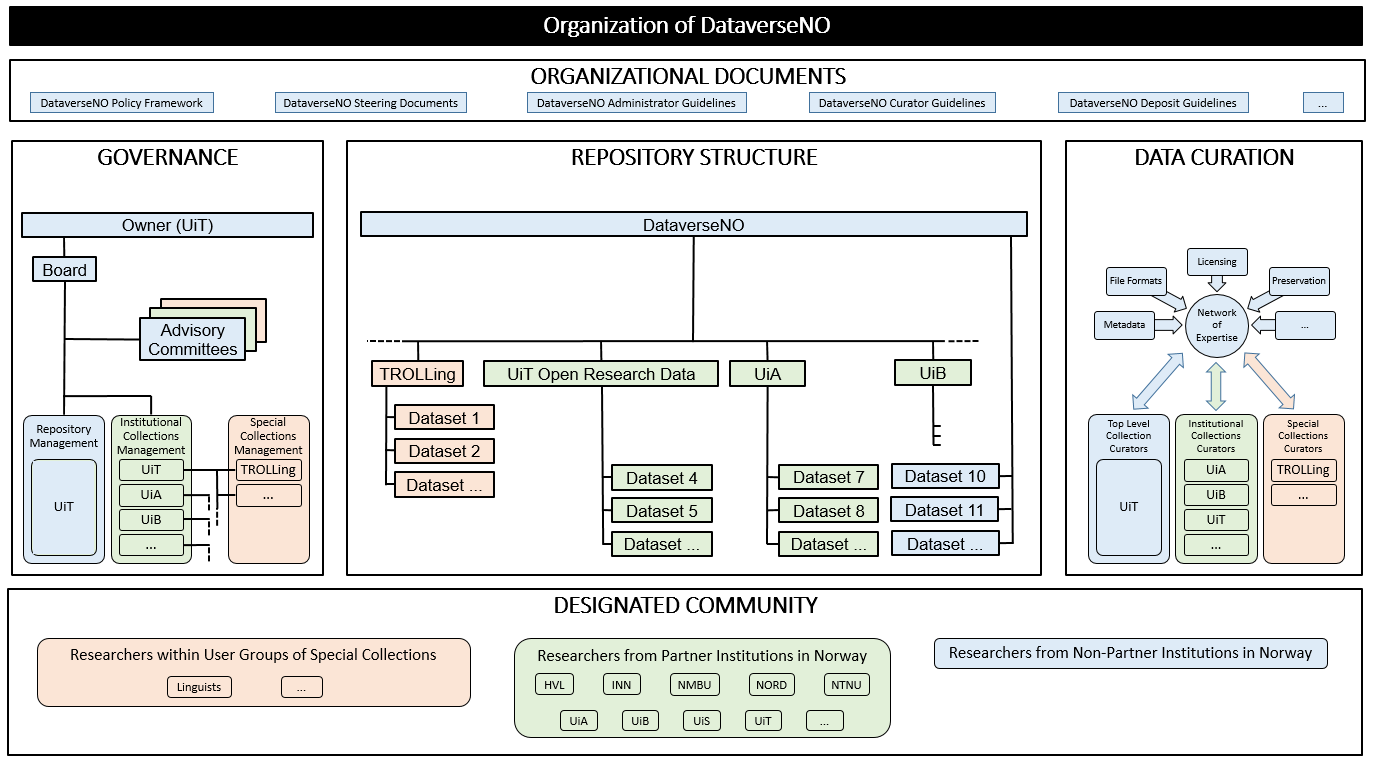 Organization of DataverseNO
ORGANIZATIONAL DOCUMENTS
DataverseNO Policy Framework
DataverseNO Steering Documents
DataverseNO Administrator Guidelines
DataverseNO Curator Guidelines
DataverseNO Deposit Guidelines
...
GOVERNANCE
Owner (UiT)
Board
Advisory
Committees
Repository
Management
UiT
Institutional
Collections
Management
UiT
UiA
UiB
...
Special
Collections
Management
TROLLing
...
REPOSITORY STRUCTURE
DataverseNO
TROLLing
Dataset 1
Dataset 2
Dataset ...
UiT Open Research Data
Dataset 4
Dataset 5
Dataset ...
UiA
Dataset 7
Dataset 8
Dataset ...
UiB
Dataset 10
Dataset 11
Dataset ...
DATA CURATION
Licensing
File Formats
Preservation
Metadata
...
Network
of
Expertise
Top Level
Collection
Curators
UiT
Institutional
Collections
Curators
UiA
UiB
UiT
...
Special
Collections
Curators
TROLLing
...
DESIGNATED COMMUNITY
Researchers within User Groups of Special Collections
Linguists
...
Researchers from Partner Institutions in Norway
HVL
INN
NMBU
NORD
NTNU
UiA
UiB
UiS
UiT
...
Researchers from Non-Partner Institutions in Norway